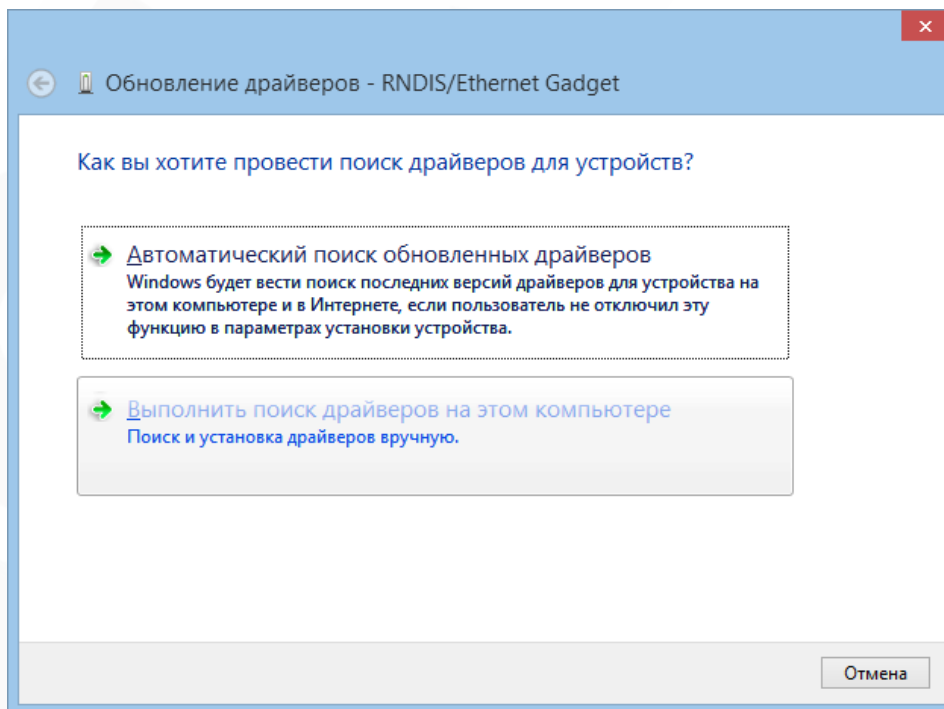 Обновление драйверов - RNDIS/Ethernet Gadget
Как вы хотите провести поиск драйверов для устройств?
Автоматический поиск обновленных драйверов
Windows будет вести поиск последних версий драйверов для устройства на
этом компьютере и в Интернете, если пользователь не отключил эту
функцию в параметрах установки устройства.
Выполнить поиск драйверов на этом компьютере
Поиск и установка драйверов вручную.
Отмена